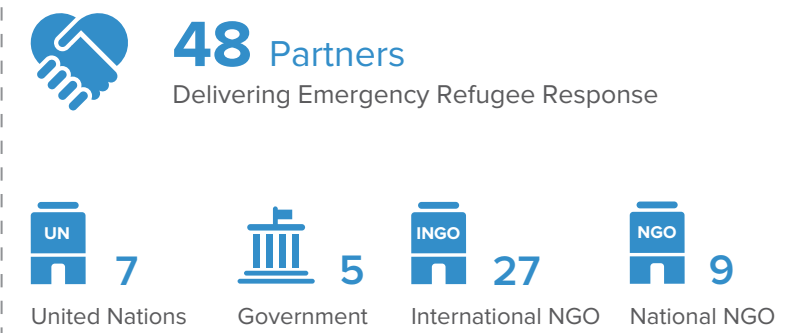 48 Partners
Delivering Emergency Refugee Response
UN
7
United Nations
5
Government
INGO
27
International NGO
NGO
9
National NGO